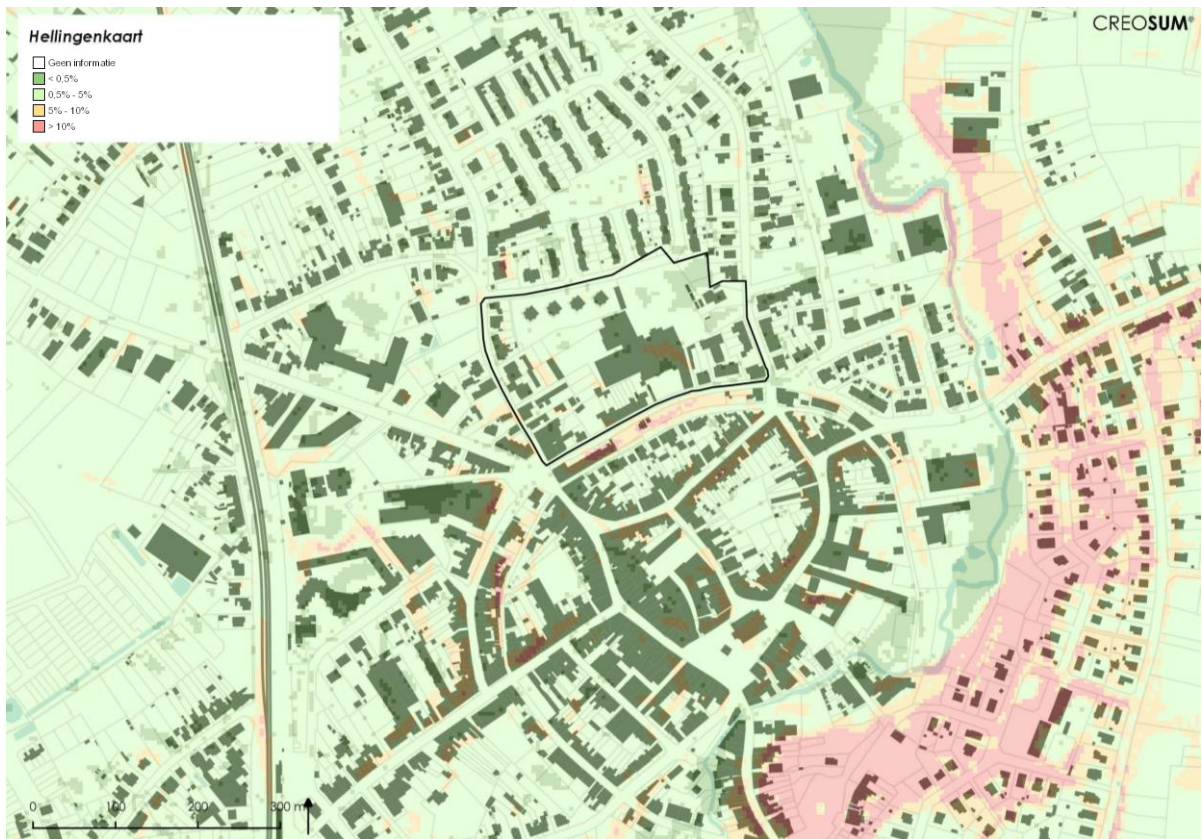 Hellingenkaart
Geen informatie
< 0,5%
0,5% - 5%
5% - 10%
> 10%
CREOSUM
0 100 200 300 m